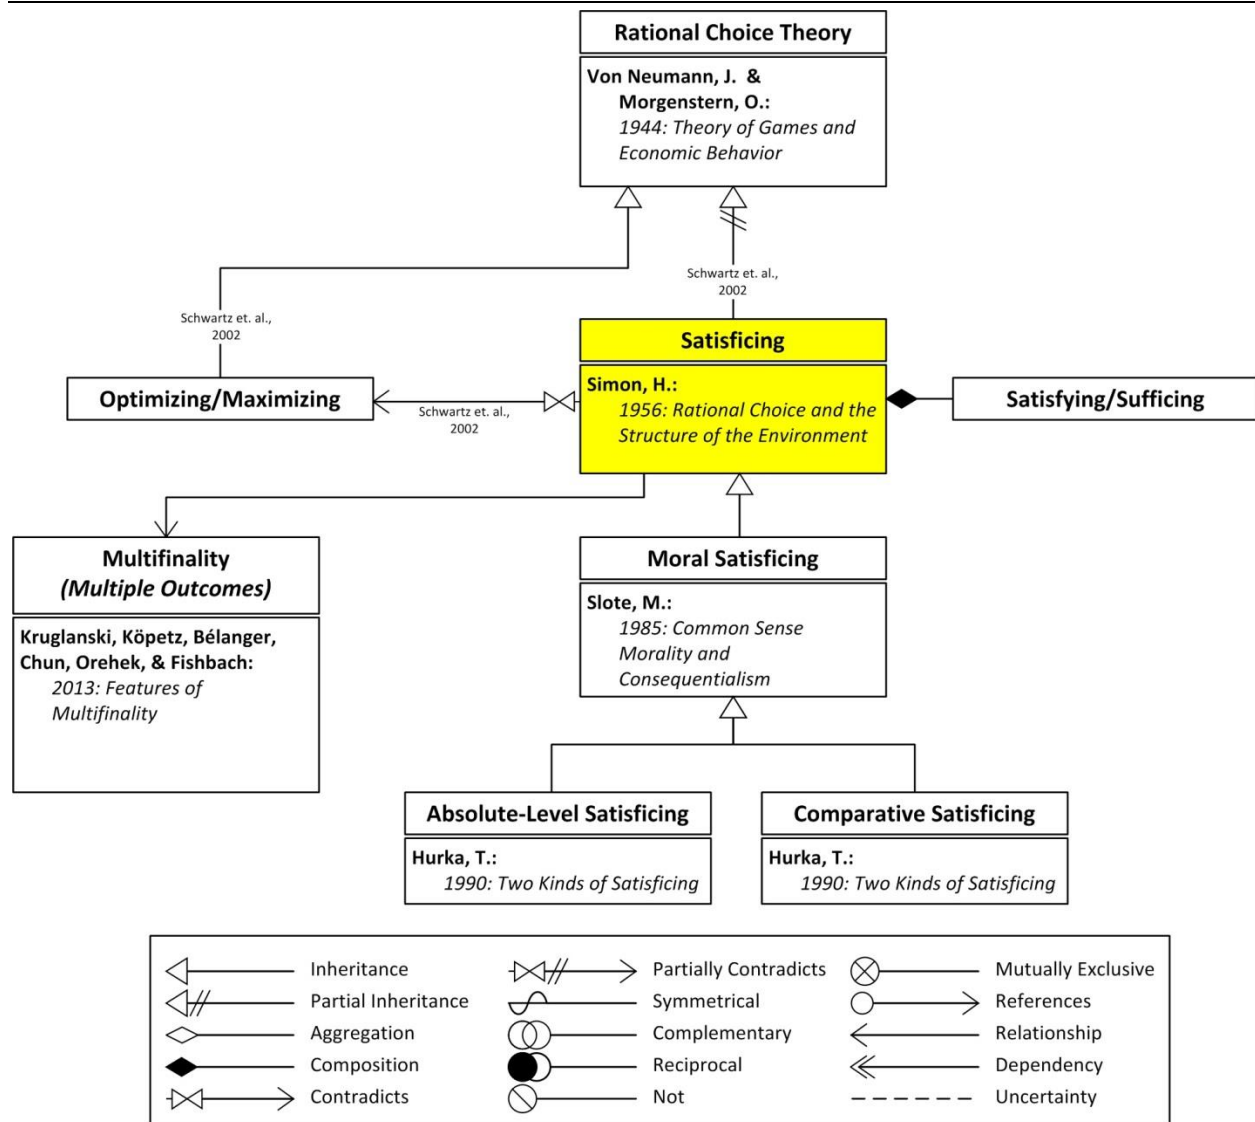 Rational Choice Theory
Von Neumann, J. &
Morgenstern, O.:
1944: Theory of Games and
Economic Behavior
Schwartz et. al.,
2002
Schwartz et. al.,
2002
Satisficing
Simon, H.:
1956: Rational Choice and the
Structure of the Environment
Optimizing/Maximizing
Schwartz et. al.,
2002
Satisfying/Sufficing
Multifinality
(Multiple Outcomes)
Kruglanski, Köpetz, Bélanger,
Chun, Orehek, & Fishbach:
2013: Features of
Multifinality
Moral Satisficing
Slote, M.:
1985: Common Sense
Morality and
Consequentialism
Absolute-Level Satisficing
Hurka, T.:
1990: Two Kinds of Satisficing
Comparative Satisficing
Hurka, T.:
1990: Two Kinds of Satisficing
Inheritance
Partial Inheritance
Aggregation
Composition
Contradicts
Partially Contradicts
Symmetrical
Complementary
Reciprocal
Not
Mutually Exclusive
References
Relationship
Dependency
Uncertainty